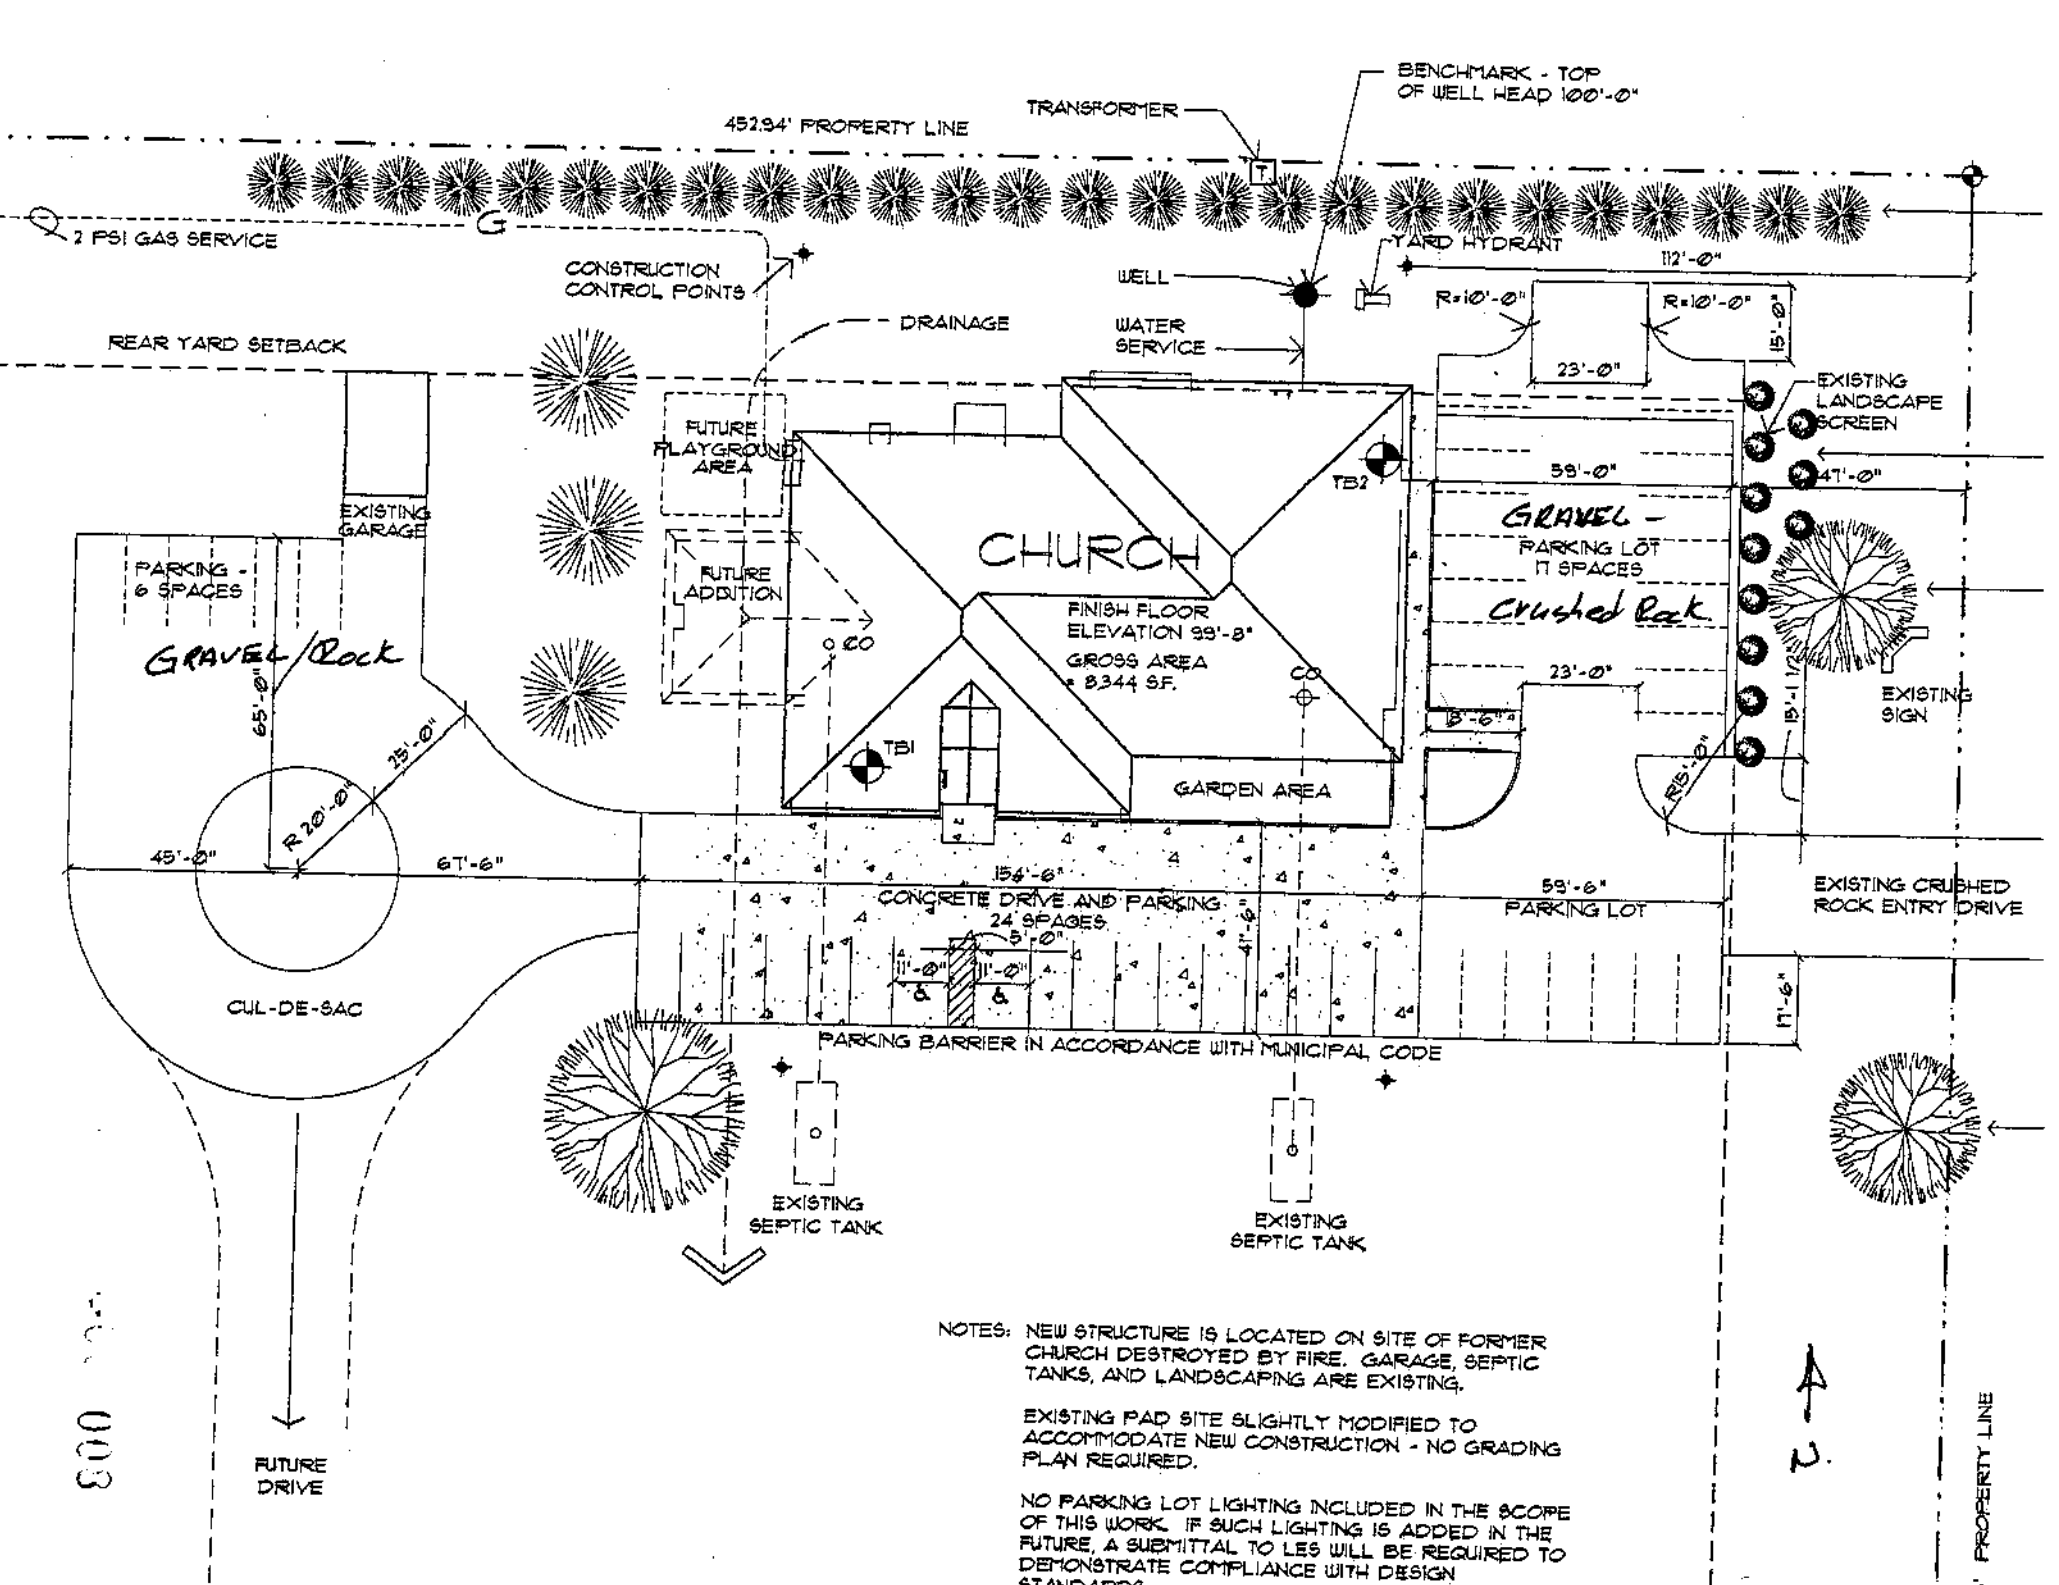 BENCHMARK - TOP
OF WELL HEAD 100'-0"
TRANSFORMER
452.94' PROPERTY LINE
T
G
2 PSI GAS SERVICE
CONSTRUCTION
CONTROL POINTS
WELL
YARD HYDRANT
112'-0"
R=10'-0"
R=10'-0"
15'-0"
DRAINAGE
WATER
SERVICE
REAR YARD SETBACK
23'-0"
EXISTING
LANDSCAPE
SCREEN
FUTURE
PLAYGROUND
AREA
TB2
59'-0"
47'-0"
EXISTING
GARAGE
GRAVEL -
CHURCH
PARKING LOT
17 SPACES
PARKING -
6 SPACES
FUTURE
ADDITION
FINISH FLOOR
ELEVATION 99'-8"
Crushed Rock
CO
GRAVEL/Rock
GROSS AREA
= 8,344 S.F.
CO
23'-0"
EXISTING
SIGN
65'-0"
25'-0"
8'-6"
15'-1 1/2"
TB1
R15'-0"
GARDEN AREA
R 20'-0"
45'-0"
67'-6"
154'-6"
59'-6"
CONCRETE DRIVE AND PARKING
24 SPACES
PARKING LOT
EXISTING CRUSHED
ROCK ENTRY DRIVE
41'-6"
5'-0"
11'-0"
11'-0"
17'-6"
CUL-DE-SAC
PARKING BARRIER IN ACCORDANCE WITH MUNICIPAL CODE
EXISTING
SEPTIC TANK
EXISTING
SEPTIC TANK
NOTES: NEW STRUCTURE IS LOCATED ON SITE OF FORMER
CHURCH DESTROYED BY FIRE. GARAGE, SEPTIC
TANKS, AND LANDSCAPING ARE EXISTING.
EXISTING PAD SITE SLIGHTLY MODIFIED TO
ACCOMMODATE NEW CONSTRUCTION - NO GRADING
PLAN REQUIRED.
NO PARKING LOT LIGHTING INCLUDED IN THE SCOPE
OF THIS WORK. IF SUCH LIGHTING IS ADDED IN THE
FUTURE, A SUBMITTAL TO LES WILL BE REQUIRED TO
DEMONSTRATE COMPLIANCE WITH DESIGN
STANDARDS.
FUTURE
DRIVE
008
N.
PROPERTY LINE